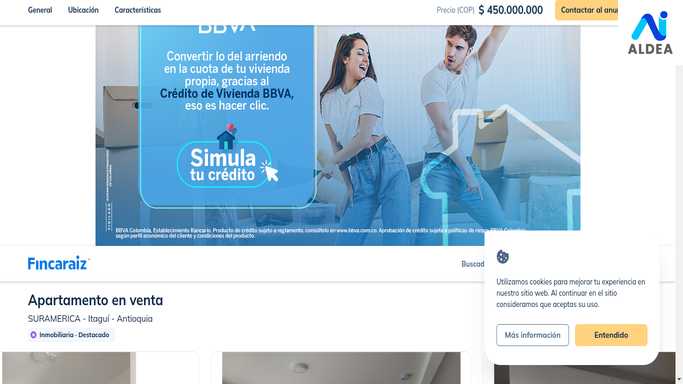 General Ubicación Características Precio (COP) $ 450.000.000 Contactar al anun
ALDEA
BBVA
Convertir lo del arriendo
en la cuota de tu vivienda
propia, gracias al
Crédito de Vivienda BBVA,
eso es hacer clic.
Simula
tu crédito
BBVA Colombia, Establecimiento Bancario. Producto de crédito sujeto a reglamento, consúltelo en www.bbva.com.co. Aprobación de crédito sujeta a políticas de riesgo BBVA Colombia
según perfil económico del cliente y condiciones del producto.
Fincaraiz
Buscad
Apartamento en venta
SURAMERICA - Itaguí - Antioquia
Inmobiliaria - Destacado
Utilizamos cookies para mejorar tu experiencia en
nuestro sitio web. Al continuar en el sitio
consideramos que aceptas su uso.
Más información Entendido